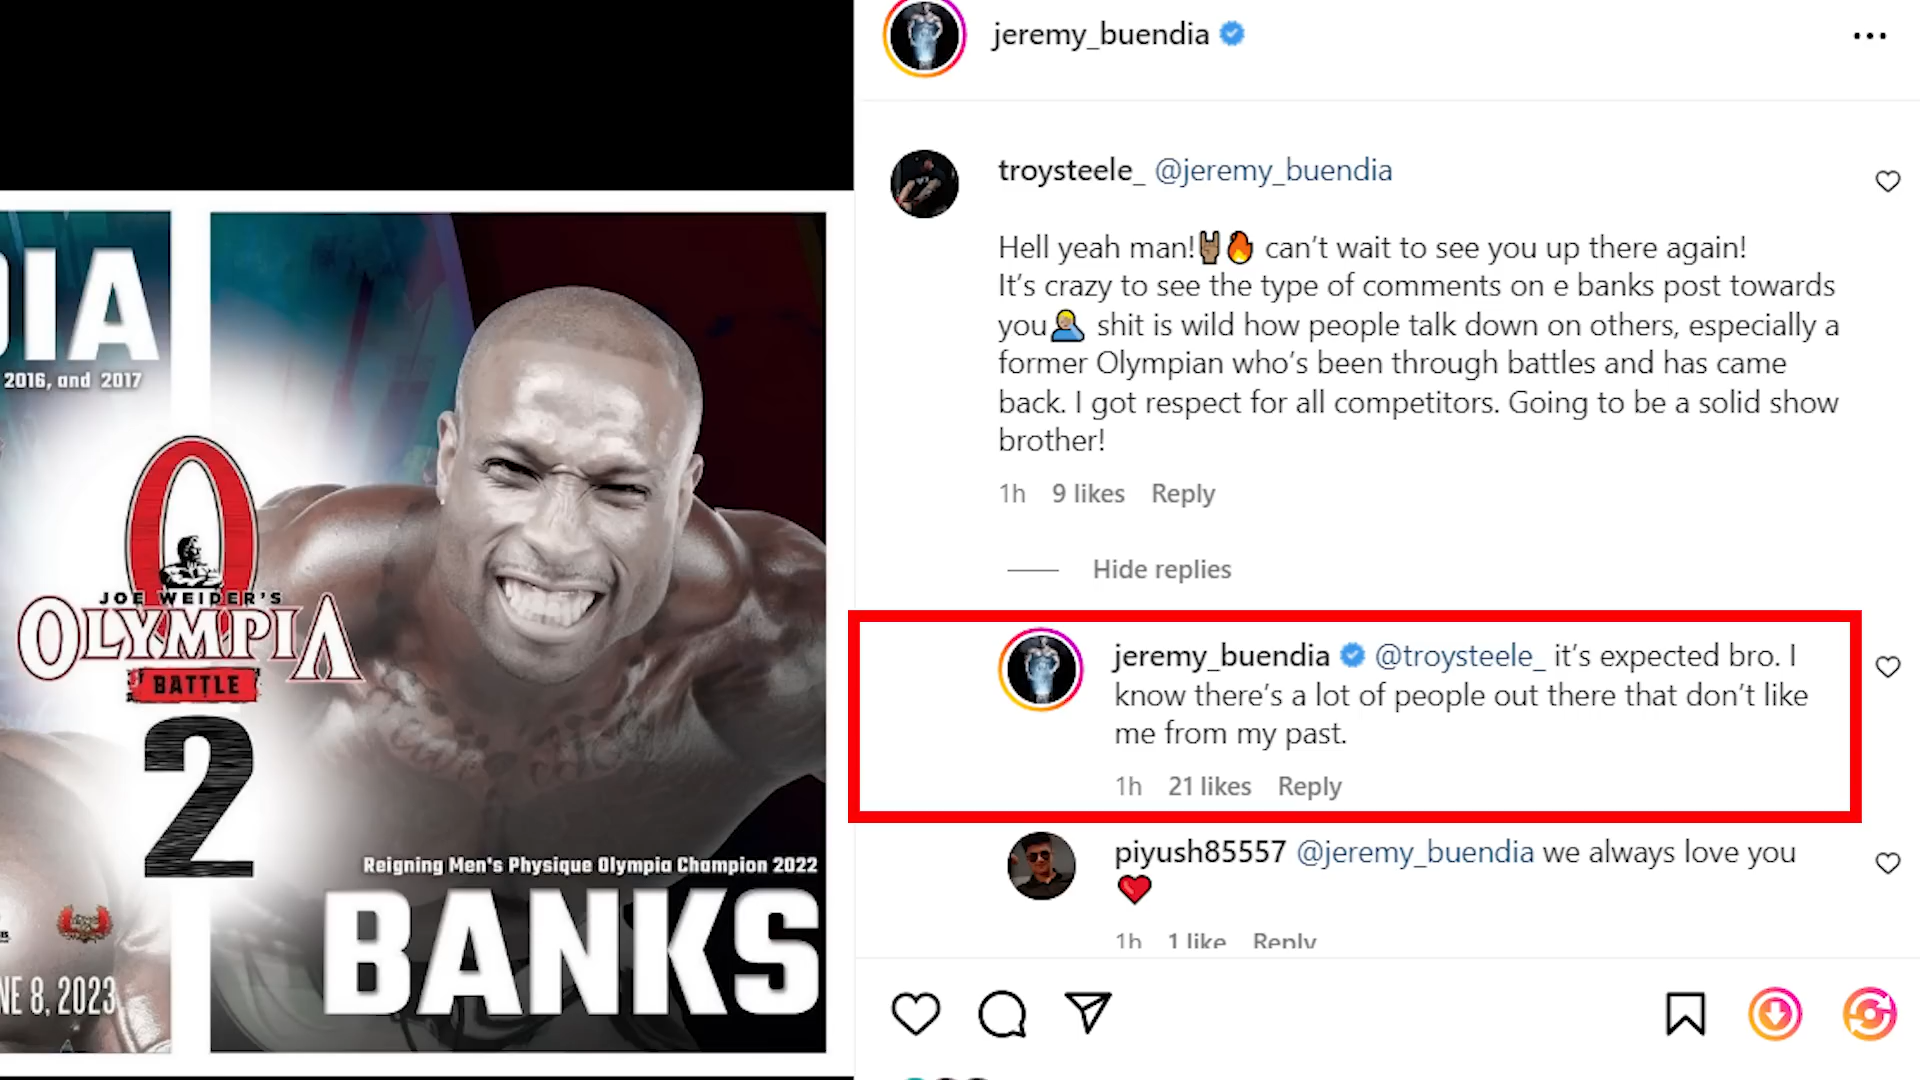 DIA
2016, and 2017
JOE WEIDER'S
OLYMPIA
BATTLE
2
NE 8, 2023
Reigning Men's Physique Olympia Champion 2022
BANKS
jeremy_buendia
troysteele_ @jeremy_buendia
Hell yeah man!🤘🏽🔥 can't wait to see you up there again!
It's crazy to see the type of comments on e banks post towards
you🤦🏼 shit is wild how people talk down on others, especially a
former Olympian who's been through battles and has came
back. I got respect for all competitors. Going to be a solid show
brother!
1h 9 likes Reply
Hide replies
jeremy_buendia @troysteele_ it's expected bro. I
know there's a lot of people out there that don't like
me from my past.
1h 21 likes Reply
piyush85557 @jeremy_buendia we always love you
❤️
1h 1 like Reply